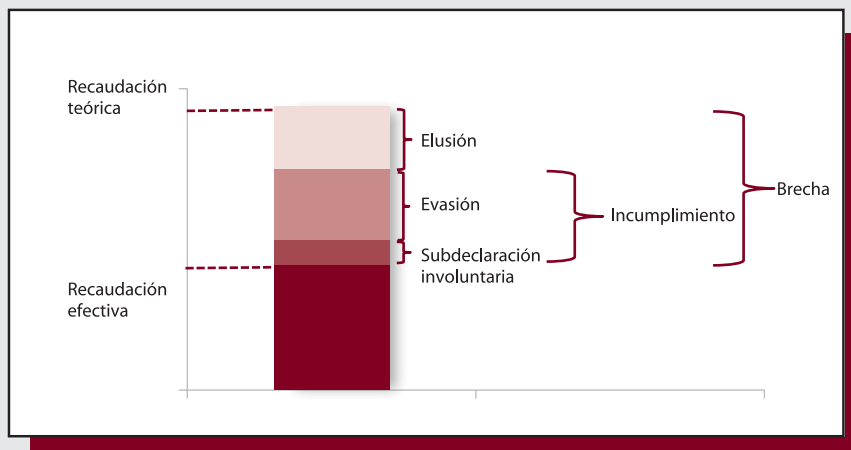 Recaudación
teórica
Elusión
Evasión
Subdeclaración
involuntaria
Incumplimiento
Brecha
Recaudación
efectiva